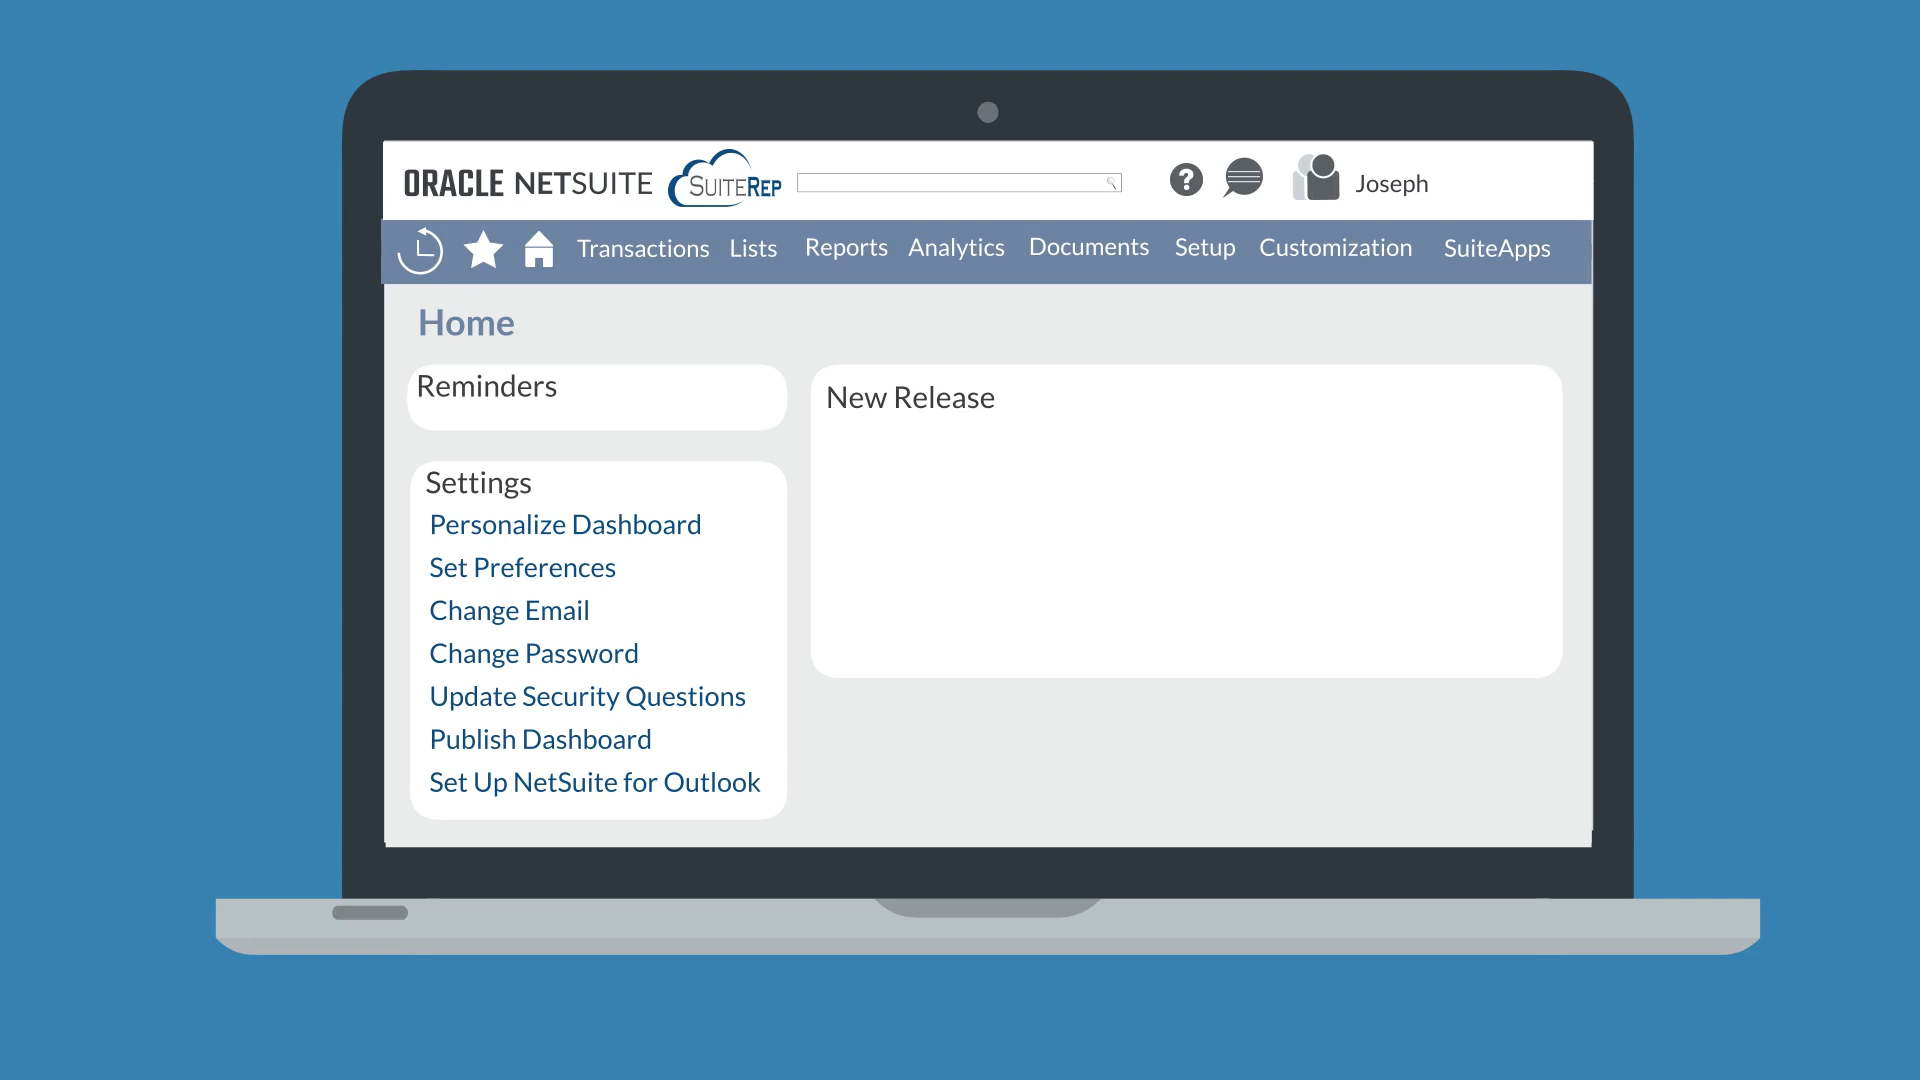 ORACLE NETSUITE SUITEREP ? Joseph
Transactions Lists Reports Analytics Documents Setup Customization SuiteApps
Home
Reminders
New Release
Settings
Personalize Dashboard
Set Preferences
Change Email
Change Password
Update Security Questions
Publish Dashboard
Set Up NetSuite for Outlook